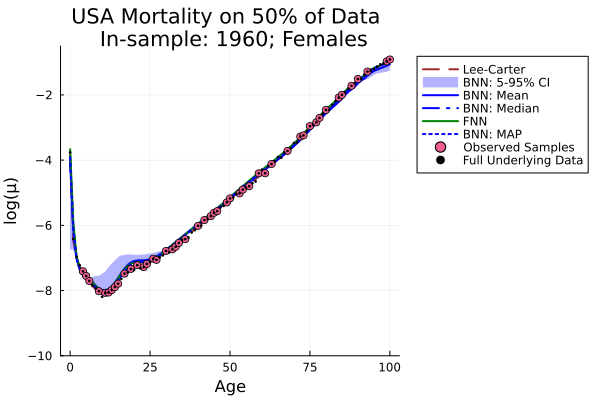 USA Mortality on 50% of Data
In-sample: 1960; Females
log(μ)
−2
−4
−6
−8
−10
0
25
50
75
100
Age
Lee-Carter
BNN: 5-95% CI
BNN: Mean
BNN: Median
FNN
BNN: MAP
Observed Samples
Full Underlying Data